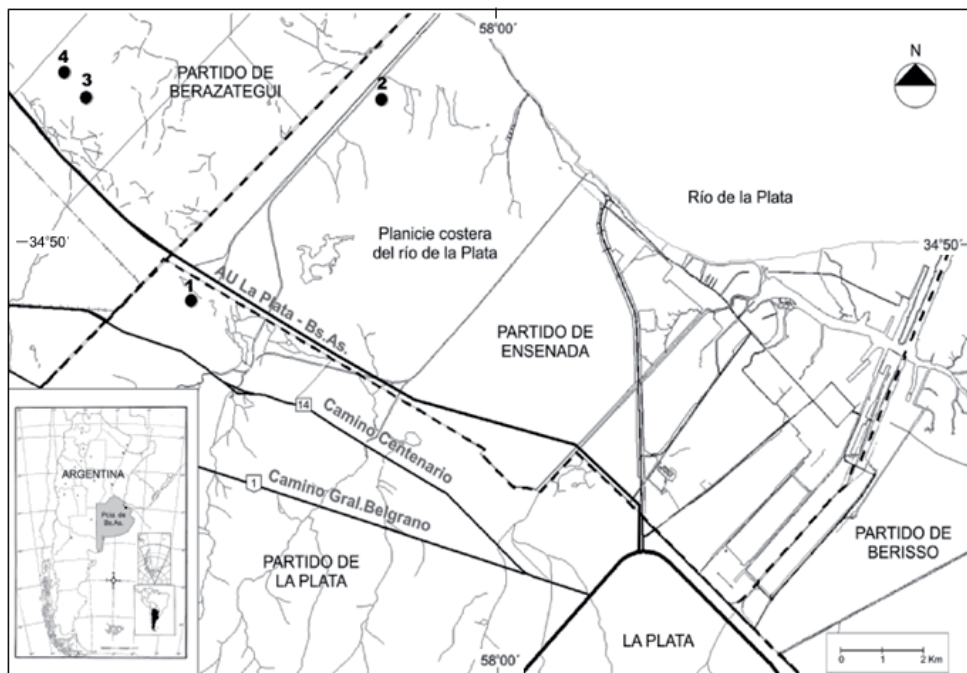 58°00´
4
3
PARTIDO DE
BERAZATEGUI
2
N
Río de la Plata
34°50´
Planicie costera
del río de la Plata
34°50´
1
AU La Plata - Bs.As.
PARTIDO DE
ENSENADA
14
Camino Centenario
ARGENTINA
1
Camino Gral.Belgrano
Pcia. de
Bs.As.
PARTIDO DE
BERISSO
PARTIDO DE
LA PLATA
LA PLATA
58°00´
0 1 2 Km